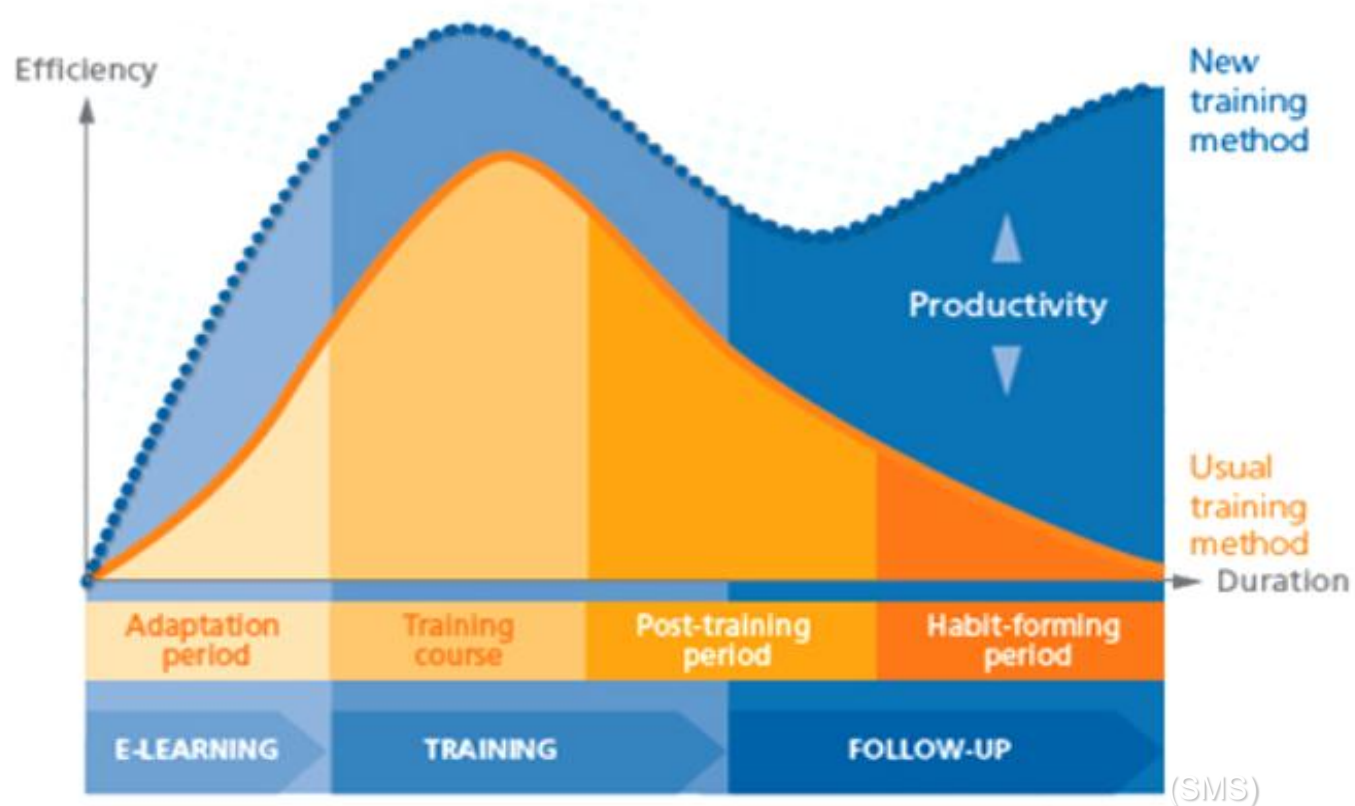 Efficiency
New
training
method
Productivity
Usual
training
method
Duration
Adaptation
period
Training
course
Post-training
period
Habit-forming
period
E-LEARNING
TRAINING
FOLLOW-UP
(SMS)